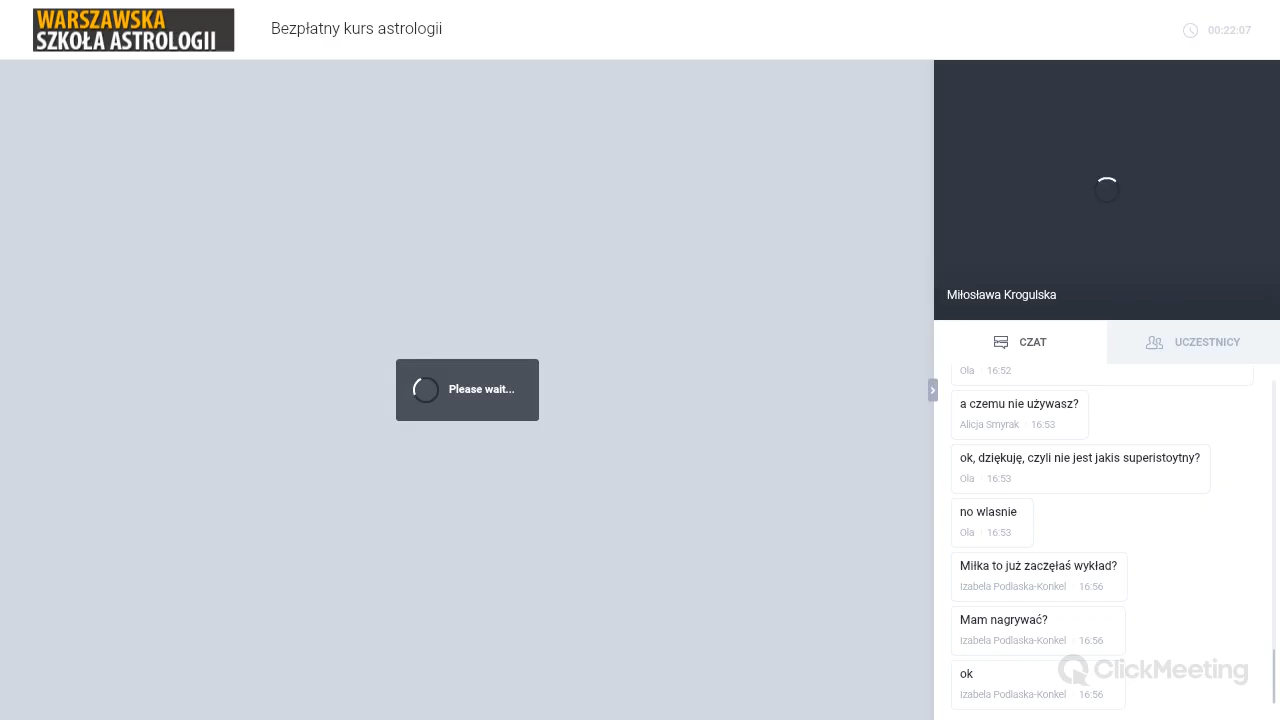 WARSZAWSKA
SZKOŁA ASTROLOGII
Bezpłatny kurs astrologii
00:22:07
Please wait...
Miłosława Krogulska
CZAT
UCZESTNICY
Ola · 16:52
a czemu nie używasz?
Alicja Smyrak · 16:53
ok, dziękuję, czyli nie jest jakis superistoytny?
Ola · 16:53
no wlasnie
Ola · 16:53
Miłka to już zaczęłaś wykład?
Izabela Podlaska-Konkel · 16:56
Mam nagrywać?
Izabela Podlaska-Konkel · 16:56
ok
Izabela Podlaska-Konkel · 16:56
ClickMeeting